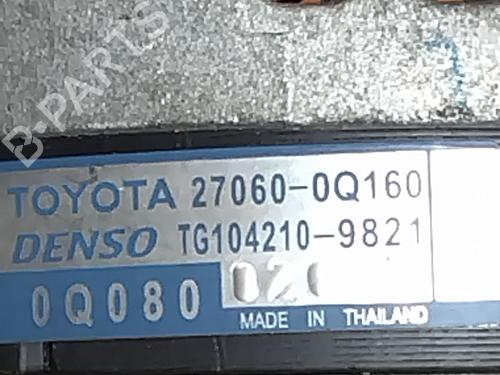 B-PARTS
TOYOTA 27060-0Q160
DENSO TG104210-9821
0Q080
MADE IN THAILAND